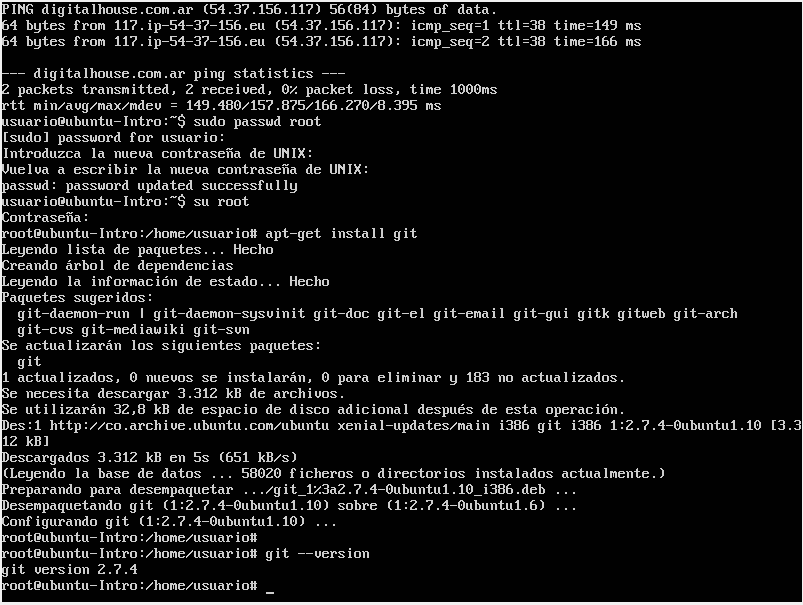 PING digitalhouse.com.ar (54.37.156.117) 56(84) bytes of data.
64 bytes from 117.ip-54-37-156.eu (54.37.156.117): icmp_seq=1 ttl=38 time=149 ms
64 bytes from 117.ip-54-37-156.eu (54.37.156.117): icmp_seq=2 ttl=38 time=166 ms
--- digitalhouse.com.ar ping statistics ---
2 packets transmitted, 2 received, 0% packet loss, time 1000ms
rtt min/avg/max/mdev = 149.480/157.875/166.270/8.395 ms
usuario@ubuntu-Intro:~$ sudo passwd root
[sudo] password for usuario:
Introduzca la nueva contraseña de UNIX:
Vuelva a escribir la nueva contraseña de UNIX:
passwd: password updated successfully
usuario@ubuntu-Intro:~$ su root
Contraseña:
root@ubuntu-Intro:/home/usuario# apt-get install git
Leyendo lista de paquetes... Hecho
Creando árbol de dependencias
Leyendo la información de estado... Hecho
Paquetes sugeridos:
  git-daemon-run | git-daemon-sysvinit git-doc git-el git-email git-gui gitk gitweb git-arch
  git-cvs git-mediawiki git-svn
Se actualizarán los siguientes paquetes:
  git
1 actualizados, 0 nuevos se instalarán, 0 para eliminar y 183 no actualizados.
Se necesita descargar 3.312 kB de archivos.
Se utilizarán 32,8 kB de espacio de disco adicional después de esta operación.
Des:1 http://co.archive.ubuntu.com/ubuntu xenial-updates/main i386 git i386 1:2.7.4-0ubuntu1.10 [3.3
12 kB]
Descargados 3.312 kB en 5s (651 kB/s)
(Leyendo la base de datos ... 58020 ficheros o directorios instalados actualmente.)
Preparando para desempaquetar .../git_1%3a2.7.4-0ubuntu1.10_i386.deb ...
Desempaquetando git (1:2.7.4-0ubuntu1.10) sobre (1:2.7.4-0ubuntu1.6) ...
Configurando git (1:2.7.4-0ubuntu1.10) ...
root@ubuntu-Intro:/home/usuario#
root@ubuntu-Intro:/home/usuario# git --version
git version 2.7.4
root@ubuntu-Intro:/home/usuario# _